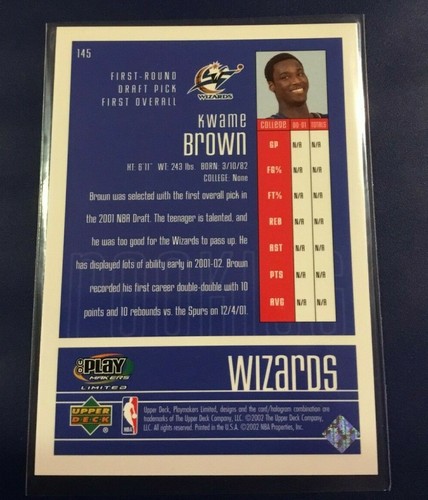 145
FIRST-ROUND
DRAFT PICK
FIRST OVERALL
WIZARDS
KWAME
BROWN
HT: 6'11" WT: 243 lbs BORN: 3/10/82
COLLEGE: None
Brown was selected with the first overall pick in
the 2001 NBA Draft. The teenager is talented, and
he was too good for the Wizards to pass up. He
has displayed lots of ability early in 2001-02. Brown
recorded his first career double-double with 10
points and 10 rebounds vs. the Spurs on 12/4/01.
COLLEGE 00-01 TOTALS
GP N/A N/A
FG% N/A N/A
FT% N/A N/A
REB N/A N/A
AST N/A N/A
PTS N/A N/A
AVG N/A N/A
UD PLAY
MAKERS
LIMITED
WIZARDS
UPPER
DECK
NBA
Upper Deck, Playmakers Limited, designs and the card/hologram combination are
trademarks of The Upper Deck Company, LLC. ©2002 The Upper Deck Company,
LLC. All rights reserved. Printed in the U.S.A. ©2002 NBA Properties, Inc.